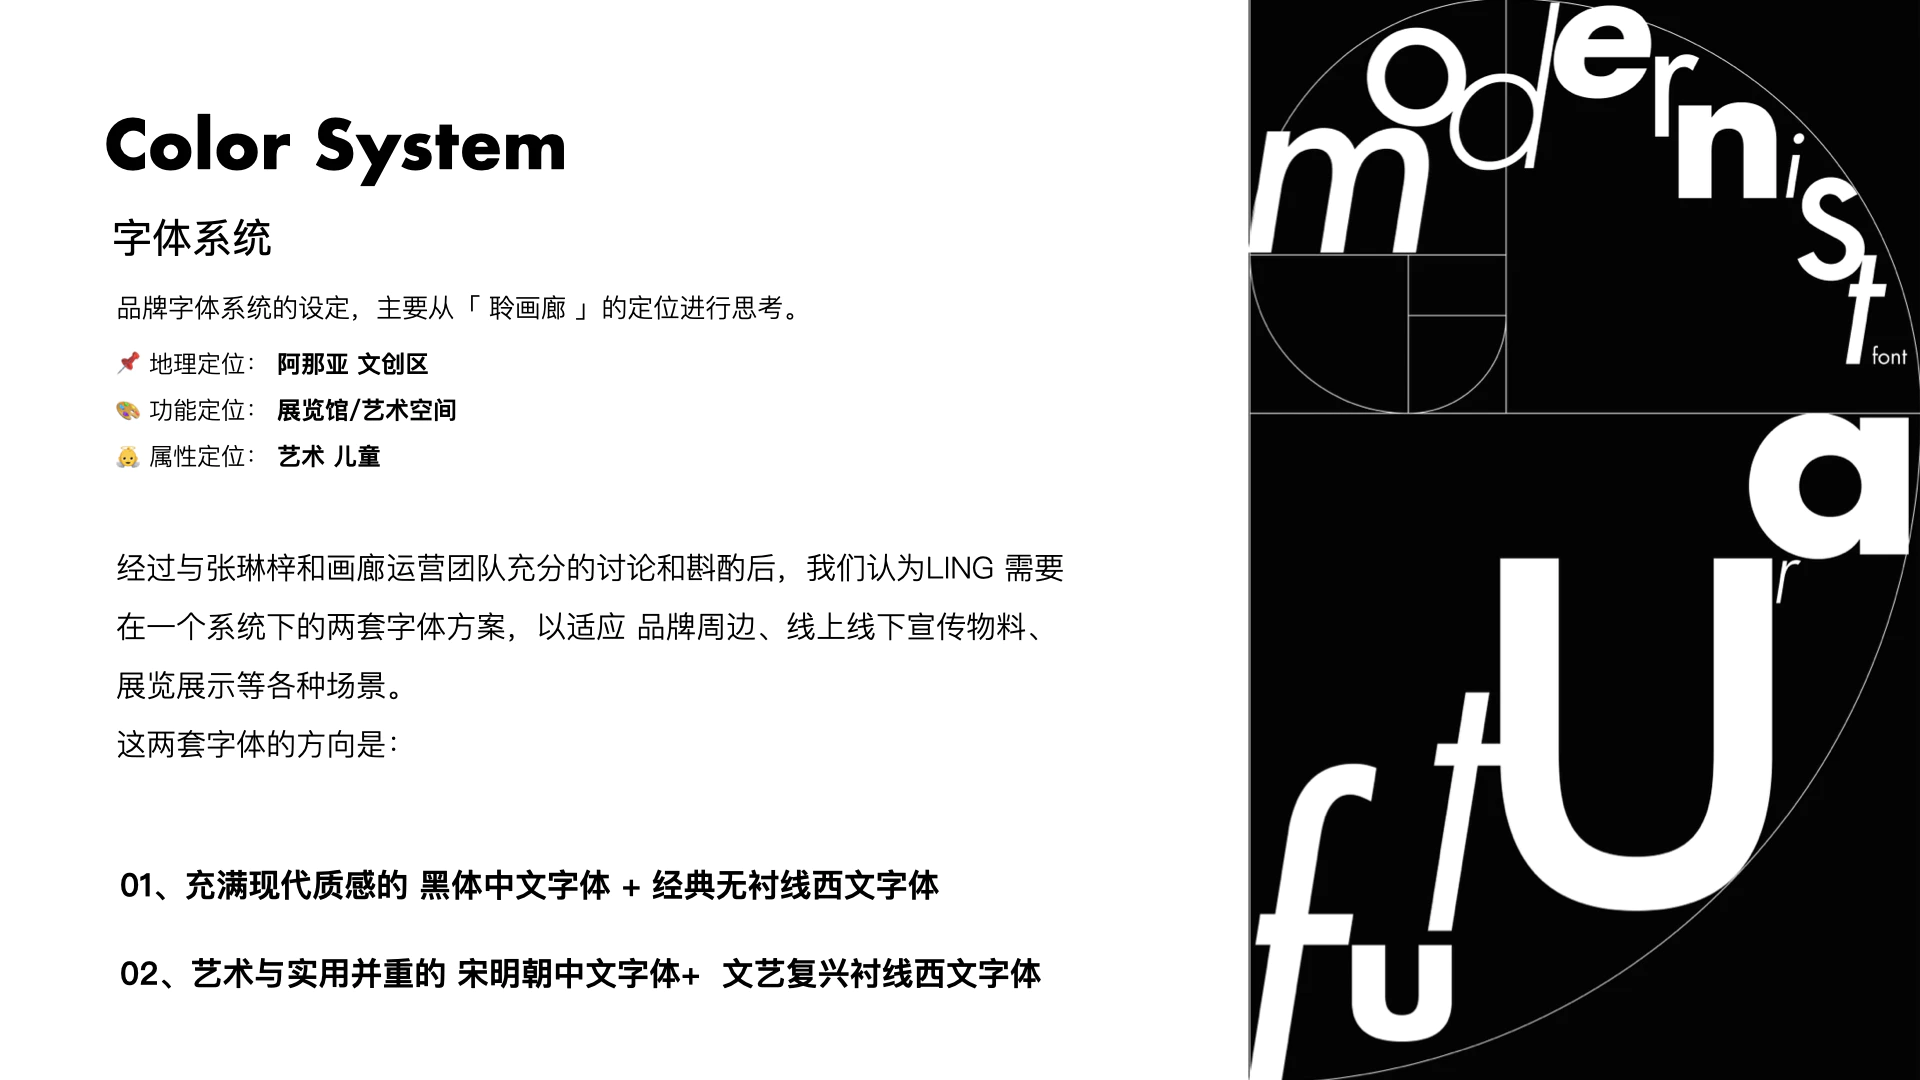 Color System
字体系统
品牌字体系统的设定，主要从「 聆画廊 」的定位进行思考。
📌 地理定位： 阿那亚 文创区
🎨 功能定位： 展览馆/艺术空间
👼 属性定位： 艺术 儿童
经过与张琳梓和画廊运营团队充分的讨论和斟酌后，我们认为LING 需要
在一个系统下的两套字体方案，以适应 品牌周边、线上线下宣传物料、
展览展示等各种场景。
这两套字体的方向是：
01、充满现代质感的 黑体中文字体 + 经典无衬线西文字体
02、艺术与实用并重的 宋明朝中文字体+ 文艺复兴衬线西文字体
modernist
font
futUra